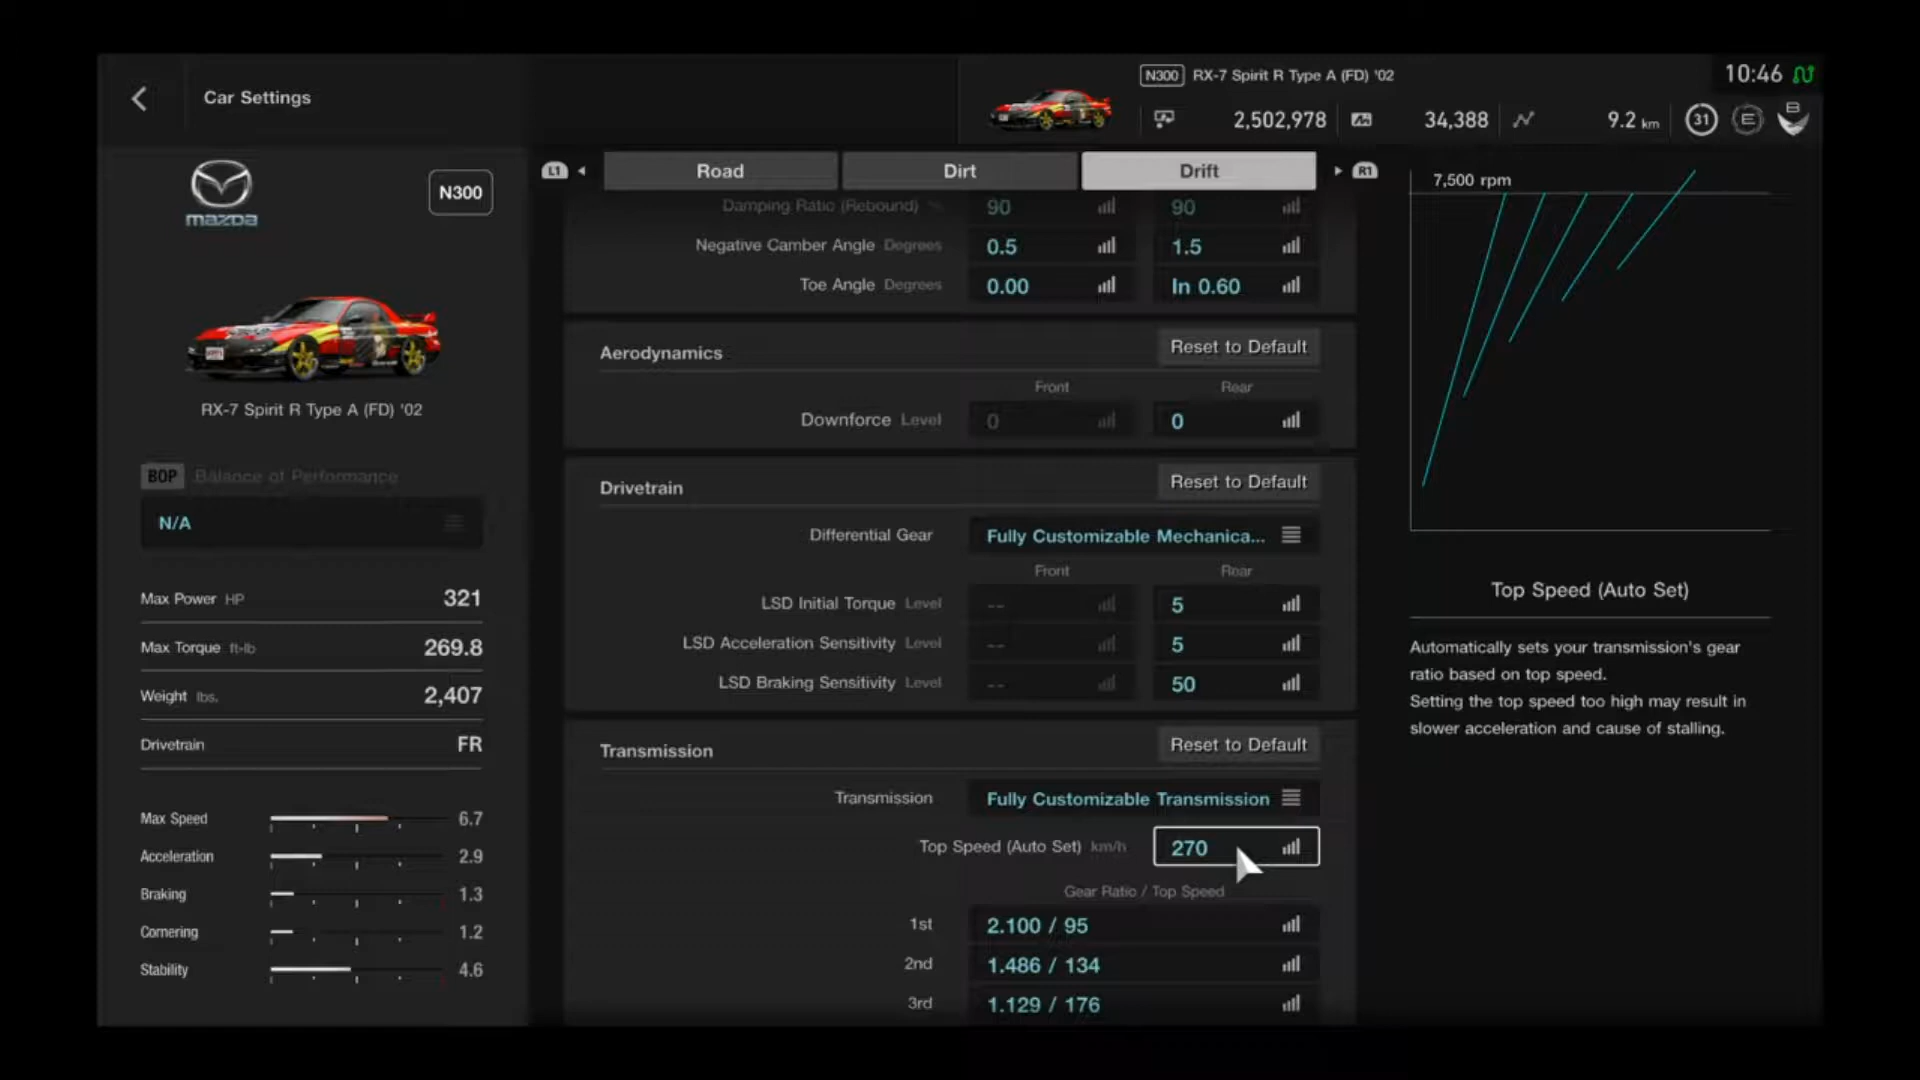 Car Settings
N300 RX-7 Spirit R Type A (FD) '02
10:46
2,502,978
34,388
9.2 km
31
E
B
mazda
N300
RX-7 Spirit R Type A (FD) '02
BOP Balance of Performance
N/A
Max Power HP 321
Max Torque ft-lb 269.8
Weight lbs. 2,407
Drivetrain FR
Max Speed 6.7
Acceleration 2.9
Braking 1.3
Cornering 1.2
Stability 4.6
L1 Road Dirt Drift R1
Damping Ratio (Rebound) % 90 90
Negative Camber Angle Degrees 0.5 1.5
Toe Angle Degrees 0.00 In 0.60
Aerodynamics Reset to Default
Front Rear
Downforce Level 0 0
Drivetrain Reset to Default
Differential Gear Fully Customizable Mechanica...
Front Rear
LSD Initial Torque Level -- 5
LSD Acceleration Sensitivity Level -- 5
LSD Braking Sensitivity Level -- 50
Transmission Reset to Default
Transmission Fully Customizable Transmission
Top Speed (Auto Set) km/h 270
Gear Ratio / Top Speed
1st 2.100 / 95
2nd 1.486 / 134
3rd 1.129 / 176
7,500 rpm
Top Speed (Auto Set)
Automatically sets your transmission's gear
ratio based on top speed.
Setting the top speed too high may result in
slower acceleration and cause of stalling.